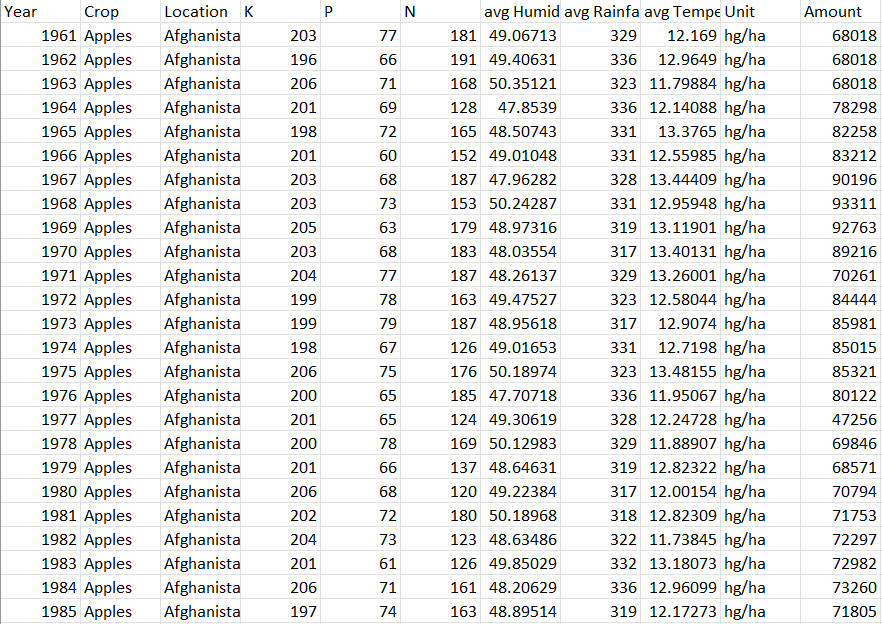 Year Crop Location K P N avg Humid avg Rainfa avg Tempe Unit Amount
1961 Apples Afghanista 203 77 181 49.06713 329 12.169 hg/ha 68018
1962 Apples Afghanista 196 66 191 49.40631 336 12.9649 hg/ha 68018
1963 Apples Afghanista 206 71 168 50.35121 323 11.79884 hg/ha 68018
1964 Apples Afghanista 201 69 128 47.8539 336 12.14088 hg/ha 78298
1965 Apples Afghanista 198 72 165 48.50743 331 13.3765 hg/ha 82258
1966 Apples Afghanista 201 60 152 49.01048 331 12.55985 hg/ha 83212
1967 Apples Afghanista 203 68 187 47.96282 328 13.44409 hg/ha 90196
1968 Apples Afghanista 203 73 153 50.24287 331 12.95948 hg/ha 93311
1969 Apples Afghanista 205 63 179 48.97316 319 13.11901 hg/ha 92763
1970 Apples Afghanista 203 68 183 48.03554 317 13.40131 hg/ha 89216
1971 Apples Afghanista 204 77 187 48.26137 329 13.26001 hg/ha 70261
1972 Apples Afghanista 199 78 163 49.47527 323 12.58044 hg/ha 84444
1973 Apples Afghanista 199 79 187 48.95618 317 12.9074 hg/ha 85981
1974 Apples Afghanista 198 67 126 49.01653 331 12.7198 hg/ha 85015
1975 Apples Afghanista 206 75 176 50.18974 323 13.48155 hg/ha 85321
1976 Apples Afghanista 200 65 185 47.70718 336 11.95067 hg/ha 80122
1977 Apples Afghanista 201 65 124 49.30619 328 12.24728 hg/ha 47256
1978 Apples Afghanista 200 78 169 50.12983 329 11.88907 hg/ha 69846
1979 Apples Afghanista 201 66 137 48.64631 319 12.82322 hg/ha 68571
1980 Apples Afghanista 206 68 120 49.22384 317 12.00154 hg/ha 70794
1981 Apples Afghanista 202 72 180 50.18968 318 12.82309 hg/ha 71753
1982 Apples Afghanista 204 73 123 48.63486 322 11.73845 hg/ha 72297
1983 Apples Afghanista 201 61 126 49.85029 332 13.18073 hg/ha 72982
1984 Apples Afghanista 206 71 161 48.20629 336 12.96099 hg/ha 73260
1985 Apples Afghanista 197 74 163 48.89514 319 12.17273 hg/ha 71805